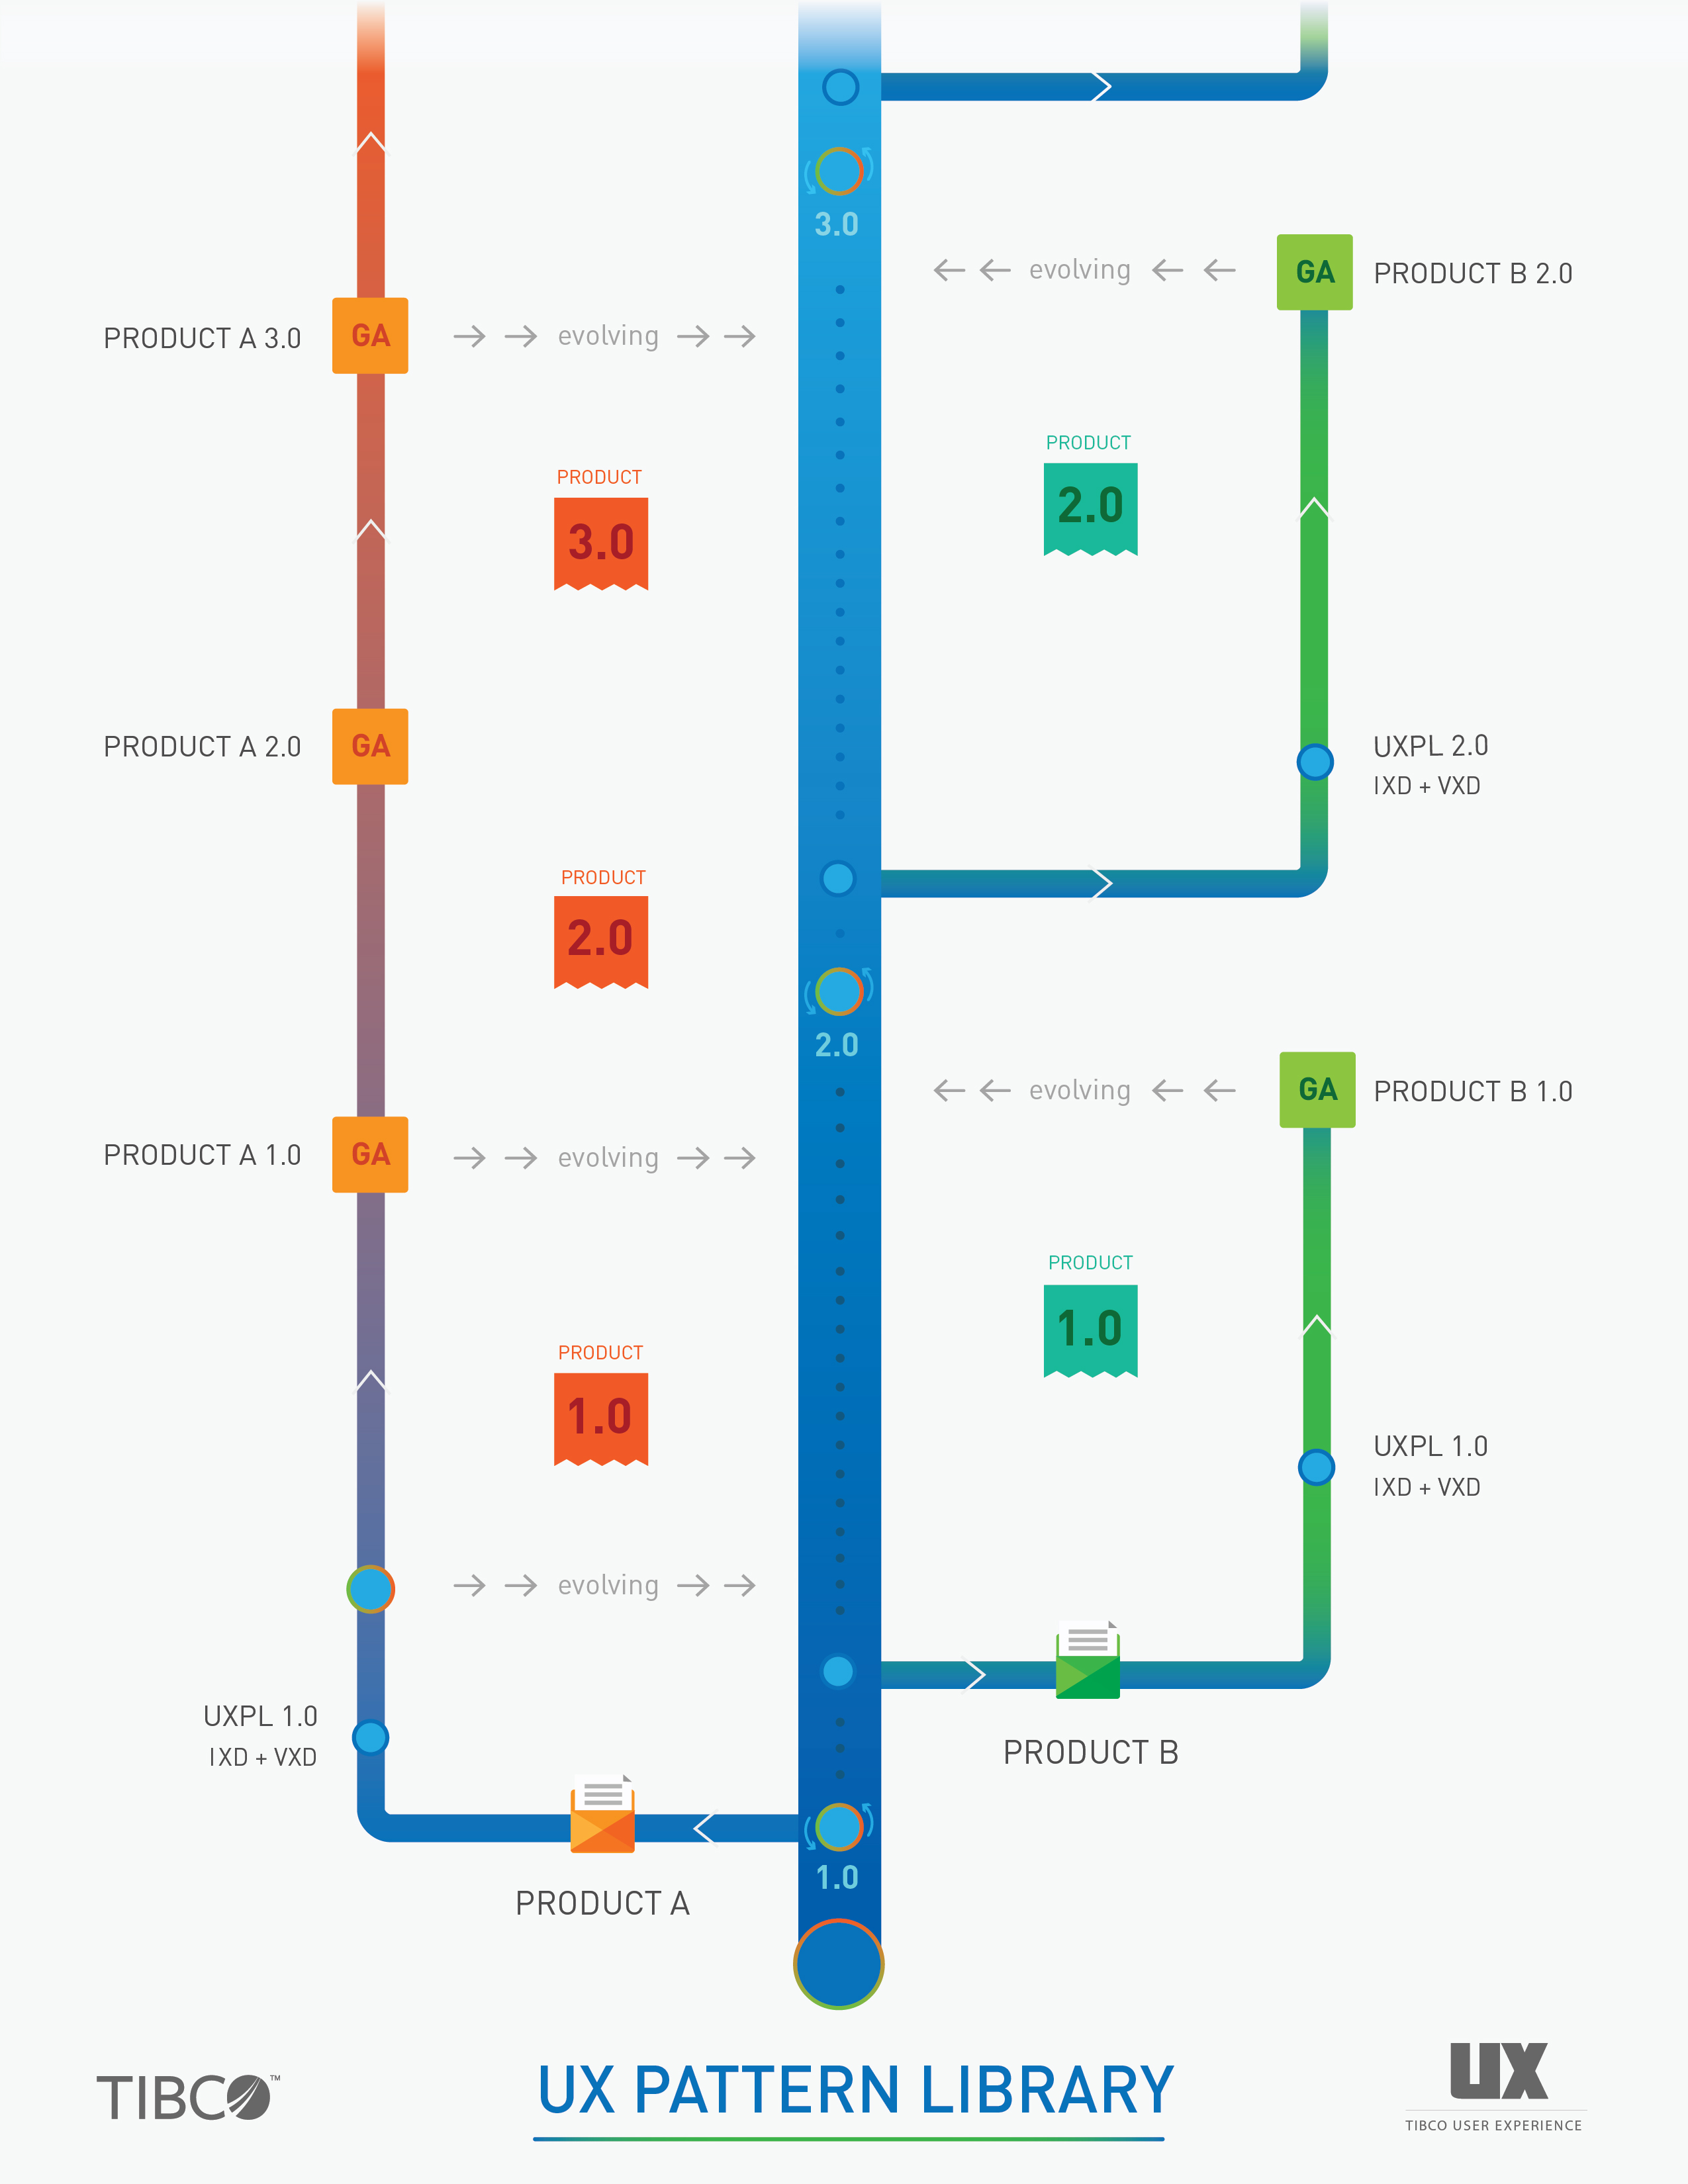 3.0
GA
PRODUCT B 2.0
evolving
PRODUCT A 3.0
GA
evolving
PRODUCT
2.0
PRODUCT
3.0
PRODUCT A 2.0
GA
UXPL 2.0
IXD + VXD
PRODUCT
2.0
2.0
evolving
GA
PRODUCT B 1.0
PRODUCT A 1.0
GA
evolving
PRODUCT
1.0
PRODUCT
1.0
UXPL 1.0
IXD + VXD
evolving
UXPL 1.0
IXD + VXD
PRODUCT B
1.0
PRODUCT A
TIBCO™
UX PATTERN LIBRARY
UX
TIBCO USER EXPERIENCE